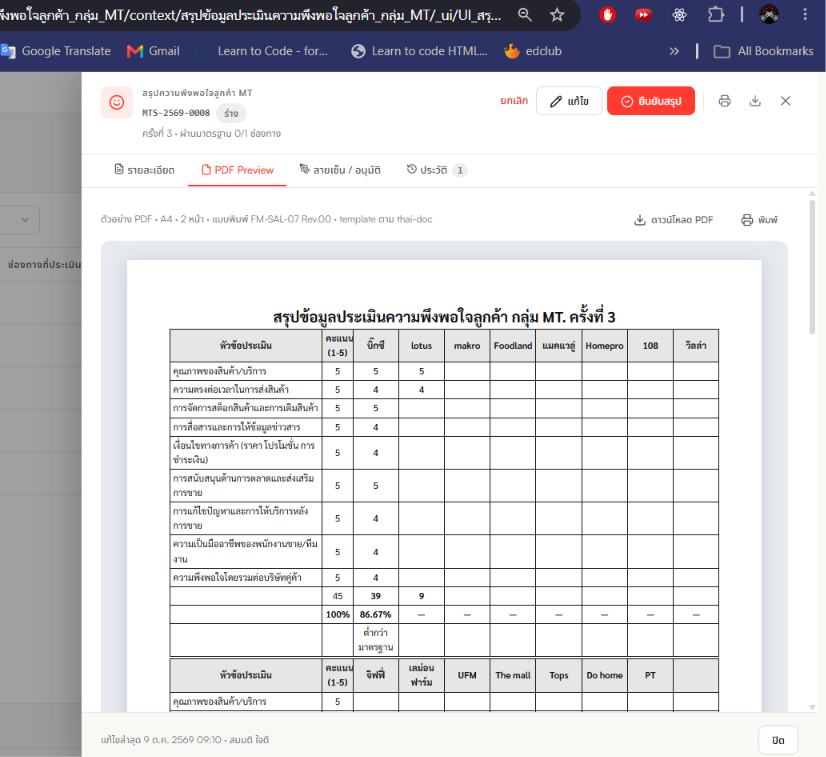 พอใจลูกค้า_กลุ่ม_MT/context/สรุปข้อมูลประเมินความพึงพอใจลูกค้า_กลุ่ม_MT/_ui/UI_สรุ...
Google Translate Gmail Learn to Code - for... Learn to code HTML... edclub » All Bookmarks
สรุปความพึงพอใจลูกค้า MT
MTS-2569-0008 ร่าง
ครั้งที่ 3 • ผ่านมาตรฐาน 0/1 ช่องทาง
ยกเลิก แก้ไข ยืนยันสรุป
รายละเอียด PDF Preview ลายเซ็น / อนุมัติ ประวัติ 1
ตัวอย่าง PDF • A4 • 2 หน้า • แบบพิมพ์ FM-SAL-07 Rev.00 • template ตาม thai-doc
ดาวน์โหลด PDF พิมพ์
ช่องทางที่ประเมิน
สรุปข้อมูลประเมินความพึงพอใจลูกค้า กลุ่ม MT. ครั้งที่ 3
หัวข้อประเมิน คะแนน (1-5) บิ๊กซี lotus makro Foodland แมคแวลู่ Homepro 108 วิลล่า
คุณภาพของสินค้า/บริการ 5 5 5
ความตรงต่อเวลาในการส่งสินค้า 5 4 4
การจัดการสต็อกสินค้าและการเติมสินค้า 5 5
การสื่อสารและการให้ข้อมูลข่าวสาร 5 4
เงื่อนไขทางการค้า (ราคา โปรโมชั่น การ
ชำระเงิน) 5 4
การสนับสนุนด้านการตลาดและส่งเสริม
การขาย 5 5
การแก้ไขปัญหาและการให้บริการหลัง
การขาย 5 4
ความเป็นมืออาชีพของพนักงานขาย/ทีม
งาน 5 4
ความพึงพอใจโดยรวมต่อบริษัทคู่ค้า 5 4
45 39 9
100% 86.67% — — — — — — —
ต่ำกว่า
มาตรฐาน
หัวข้อประเมิน คะแนน (1-5) จิฟฟี่ เลม่อน ฟาร์ม UFM The mall Tops Do home PT
คุณภาพของสินค้า/บริการ 5
แก้ไขล่าสุด 9 ต.ค. 2569 09:10 • สมมติ ใจดี
ปิด